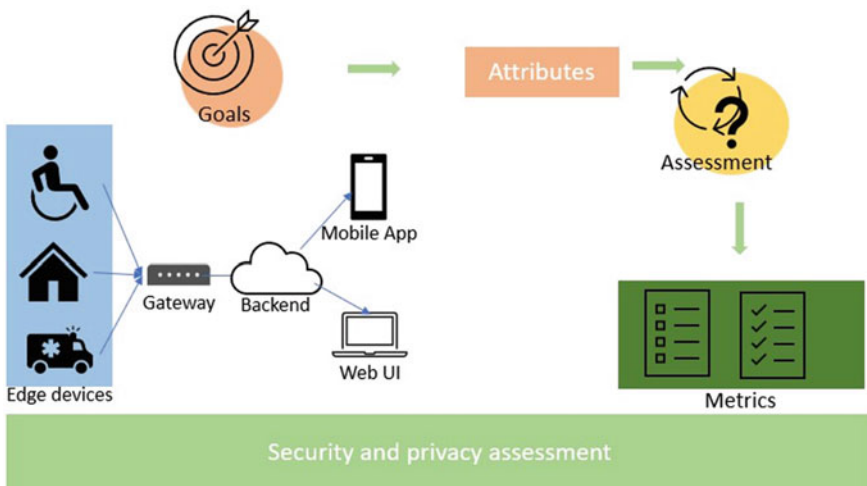 Goals
Attributes
Assessment
Mobile App
Gateway
Backend
Web UI
Edge devices
Metrics
Security and privacy assessment